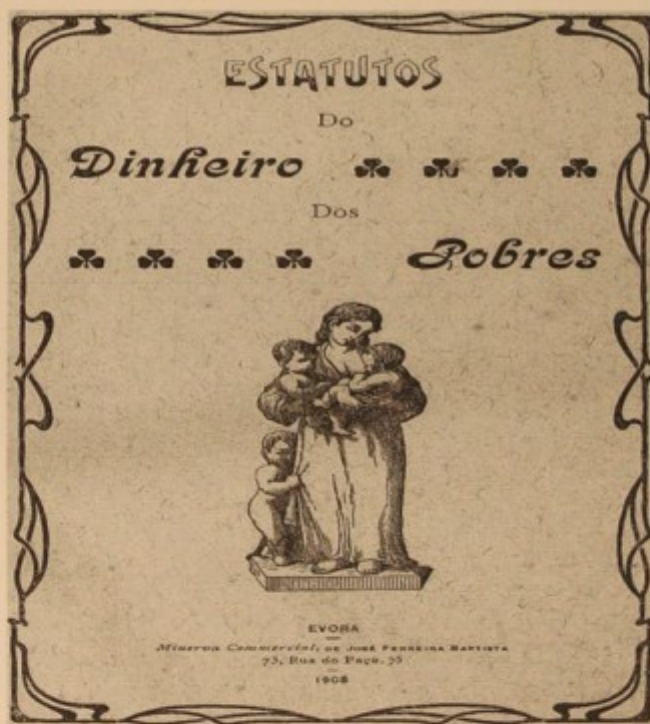 ESTATUTOS
Do
Dinheiro
Dos
Pobres
EVORA
Minerva Commercial, DE JOSÉ FERREIRA BAPTISTA
73, Rua do Paço, 75
1908